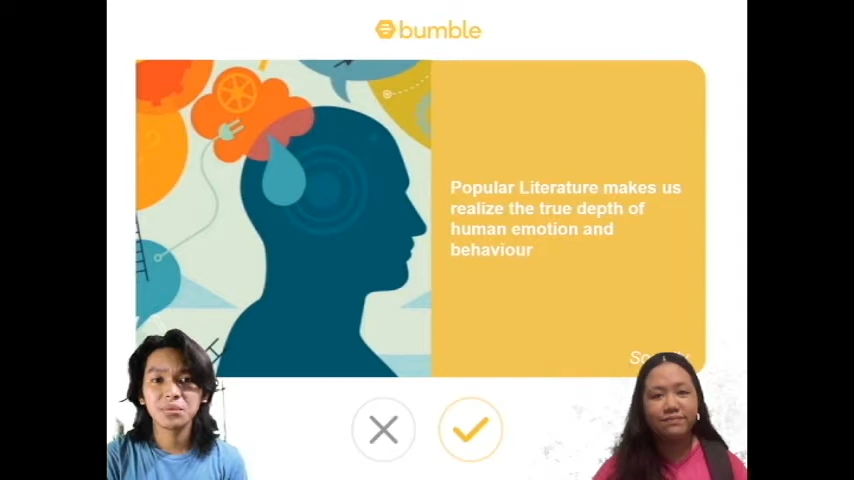 bumble
Popular Literature makes us
realize the true depth of
human emotion and
behaviour